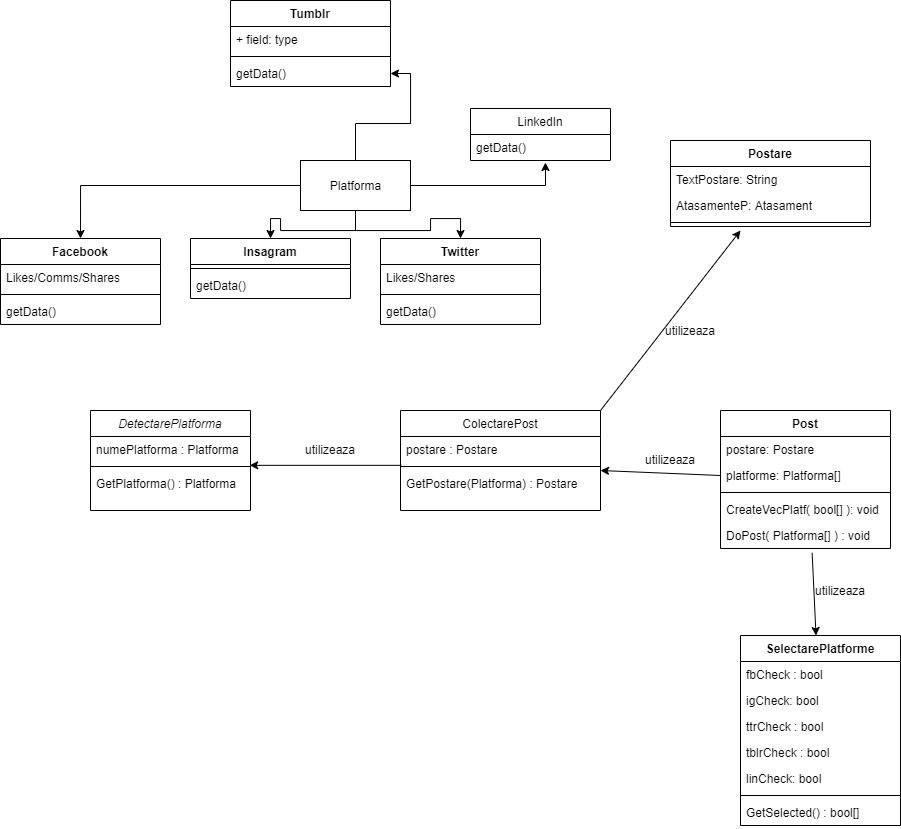 Tumblr
+ field: type
getData()
LinkedIn
getData()
Platforma
Postare
TextPostare: String
AtasamenteP: Atasament
Facebook
Likes/Comms/Shares
getData()
Insagram
getData()
Twitter
Likes/Shares
getData()
utilizeaza
DetectarePlatforma
numePlatforma : Platforma
GetPlatforma() : Platforma
utilizeaza
ColectarePost
postare : Postare
GetPostare(Platforma) : Postare
utilizeaza
Post
postare: Postare
platforme: Platforma[]
CreateVecPlatf( bool[] ): void
DoPost( Platforma[] ) : void
utilizeaza
SelectarePlatforme
fbCheck : bool
igCheck: bool
ttrCheck : bool
tblrCheck : bool
linCheck: bool
GetSelected() : bool[]